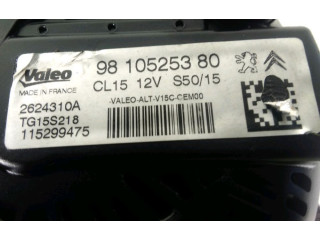 Valeo
98 105253 80
CL15 12V S50/15
MADE IN FRANCE
-VALEO-ALT-V15C-OEM00
2624310A
TG15S218
115299475